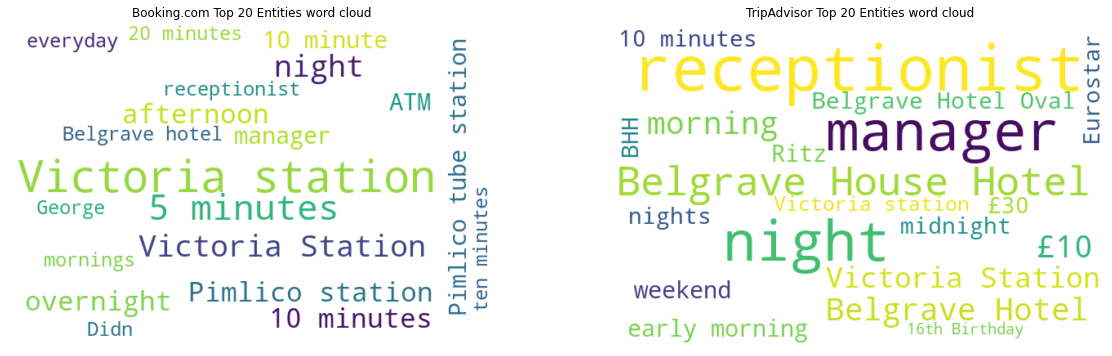 Booking.com Top 20 Entities word cloud
everyday
20 minutes
10 minute
night
receptionist
ATM
afternoon
Belgrave hotel
manager
Victoria station
George
5 minutes
Victoria Station
mornings
Pimlico station
overnight
10 minutes
Didn
Pimlico tube station
ten minutes
TripAdvisor Top 20 Entities word cloud
10 minutes
receptionist
Eurostar
Belgrave Hotel Oval
BHH
morning
manager
Ritz
Belgrave House Hotel
Victoria station
£30
nights
midnight
night
£10
weekend
Victoria Station
Belgrave Hotel
early morning
16th Birthday